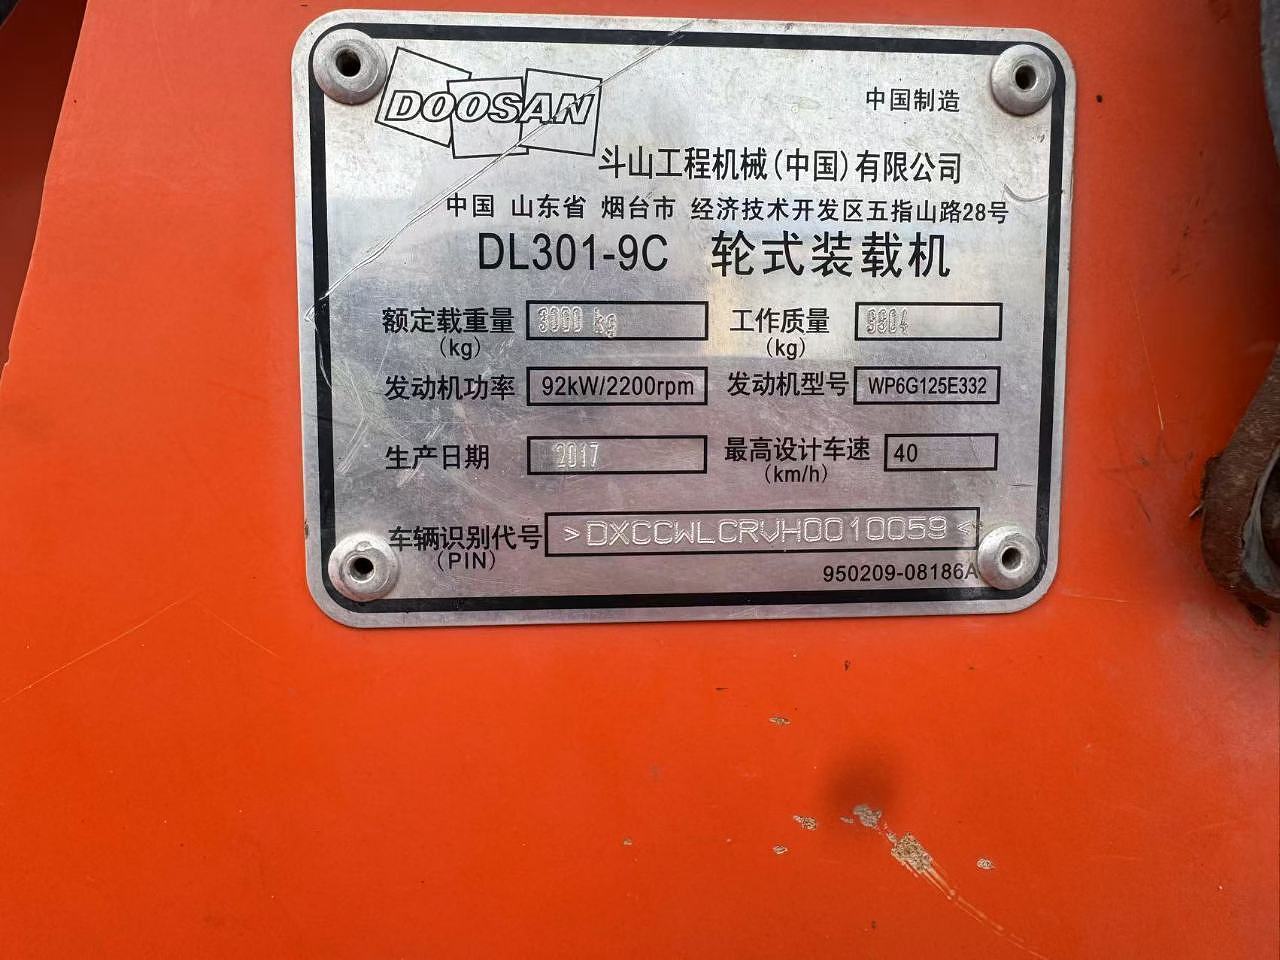 DOOSAN
中国制造
斗山工程机械(中国)有限公司
中国 山东省 烟台市 经济技术开发区五指山路28号
DL301-9C 轮式装载机
额定载重量 (kg) 3000 kg 工作质量 (kg) 9904
发动机功率 92kW/2200rpm 发动机型号 WP6G125E332
生产日期 2017 最高设计车速 (km/h) 40
车辆识别代号 (PIN) >DXCCWLCRVH0010059<
950209-08186A